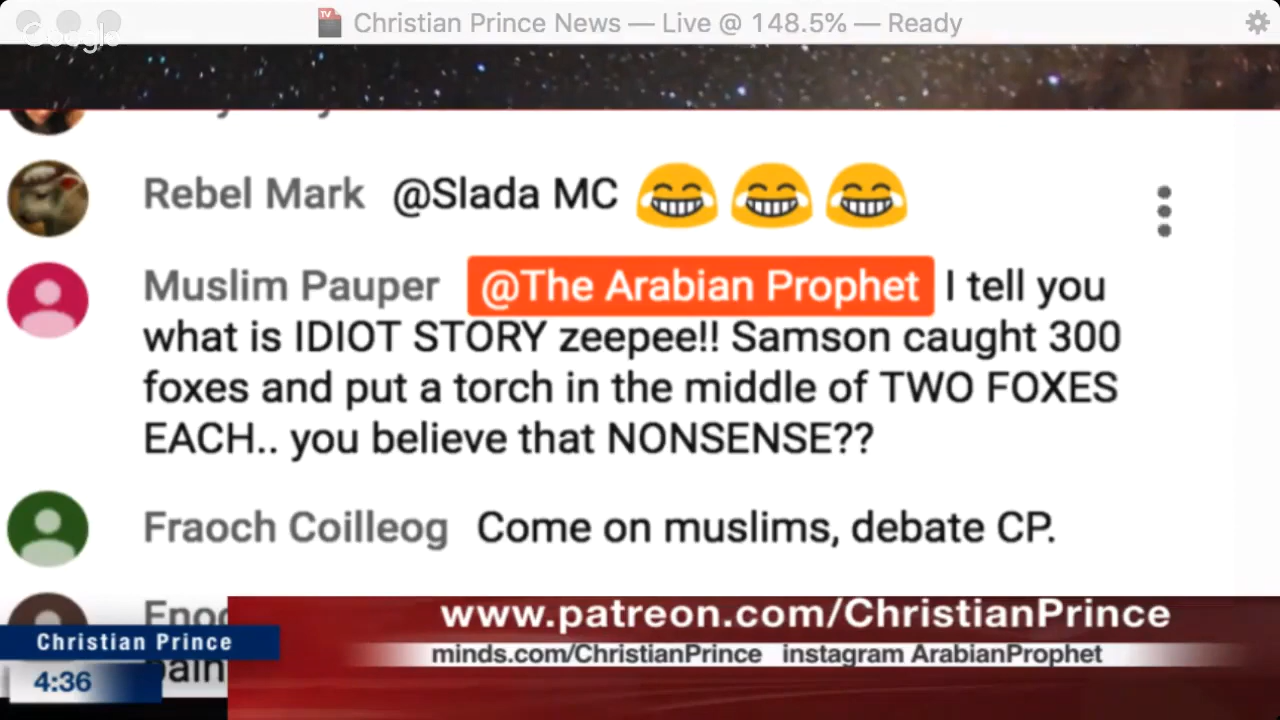 Google
TV
Christian Prince News — Live @ 148.5% — Ready
Rebel Mark @Slada MC
Muslim Pauper @The Arabian Prophet I tell you
what is IDIOT STORY zeepee!! Samson caught 300
foxes and put a torch in the middle of TWO FOXES
EACH.. you believe that NONSENSE??
Fraoch Coilleog Come on muslims, debate CP.
www.patreon.com/ChristianPrince
Christian Prince
minds.com/ChristianPrince instagram ArabianProphet
4:36